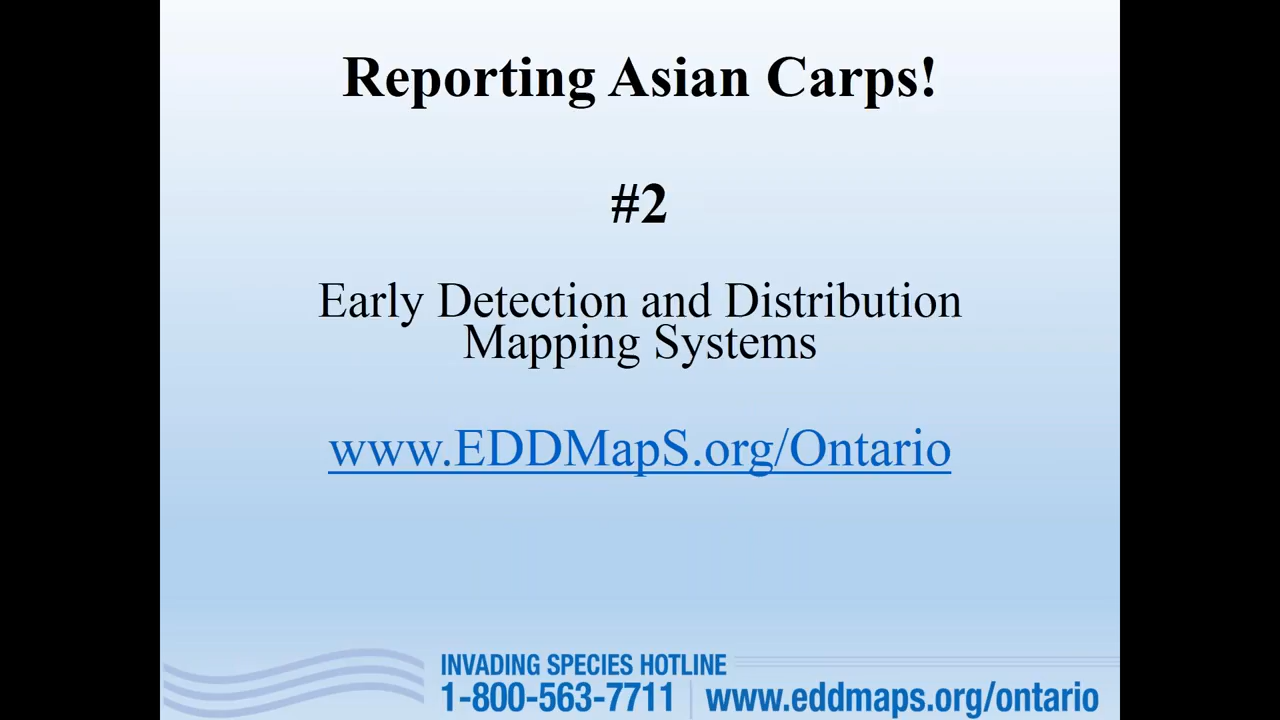 Reporting Asian Carps!
#2
Early Detection and Distribution
Mapping Systems
www.EDDMapS.org/Ontario
INVADING SPECIES HOTLINE
1-800-563-7711 | www.eddmaps.org/ontario